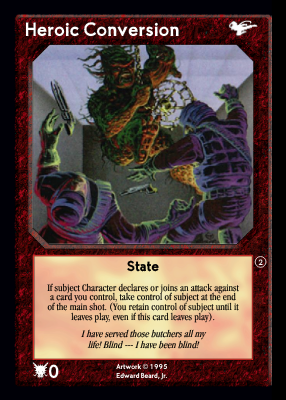 Heroic Conversion
2
State
If subject Character declares or joins an attack against
a card you control, take control of subject at the end
of the main shot. (You retain control of subject until it
leaves play, even if this card leaves play).
I have served those butchers all my
life! Blind --- I have been blind!
0
Artwork © 1995
Edward Beard, Jr.